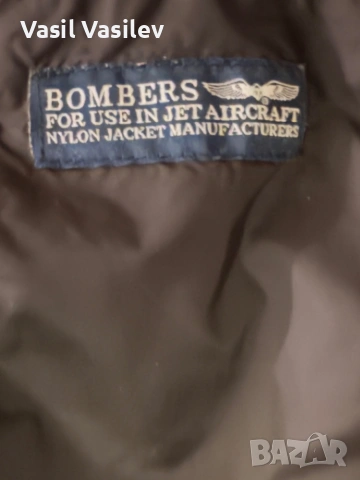 Vasil Vasilev
BOMBERS
FOR USE IN JET AIRCRAFT
NYLON JACKET MANUFACTURERS
BAZAR